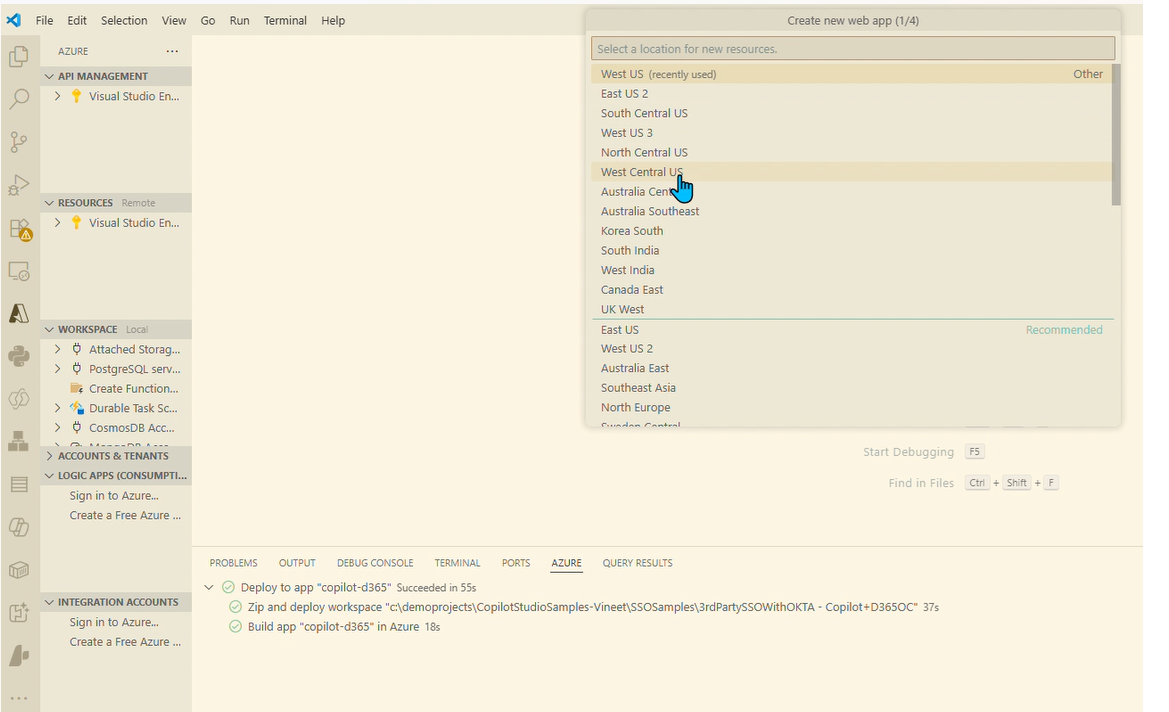 File Edit Selection View Go Run Terminal Help
Create new web app (1/4)
Select a location for new resources.
West US (recently used) Other
East US 2
South Central US
West US 3
North Central US
West Central US
Australia Cent
Australia Southeast
Korea South
South India
West India
Canada East
UK West
East US Recommended
West US 2
Australia East
Southeast Asia
North Europe
Sweden Central
AZURE ...
API MANAGEMENT
Visual Studio En...
RESOURCES Remote
Visual Studio En...
WORKSPACE Local
Attached Storag...
PostgreSQL serv...
Create Function...
Durable Task Sc...
CosmosDB Acc...
MongoDB Acco...
ACCOUNTS & TENANTS
LOGIC APPS (CONSUMPTI...
Sign in to Azure...
Create a Free Azure ...
INTEGRATION ACCOUNTS
Sign in to Azure...
Create a Free Azure ...
Start Debugging F5
Find in Files Ctrl + Shift + F
PROBLEMS OUTPUT DEBUG CONSOLE TERMINAL PORTS AZURE QUERY RESULTS
Deploy to app "copilot-d365" Succeeded in 55s
Zip and deploy workspace "c:\demoprojects\CopilotStudioSamples-Vineet\SSOSamples\3rdPartySSOWithOKTA - Copilot+D365OC" 37s
Build app "copilot-d365" in Azure 18s